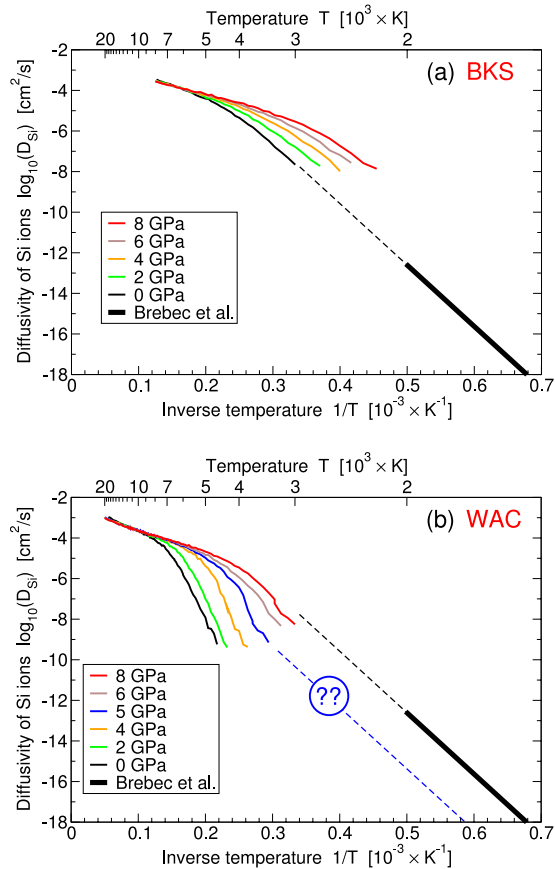 Temperature T [10³ × K]
20 10 7 5 4 3 2
(a) BKS
Diffusivity of Si ions log₁₀(D_Si) [cm²/s]
-2
-4
-6
-8
-10
-12
-14
-16
-18
8 GPa
6 GPa
4 GPa
2 GPa
0 GPa
Brebec et al.
0 0.1 0.2 0.3 0.4 0.5 0.6 0.7
Inverse temperature 1/T [10⁻³ × K⁻¹]
Temperature T [10³ × K]
20 10 7 5 4 3 2
(b) WAC
Diffusivity of Si ions log₁₀(D_Si) [cm²/s]
-2
-4
-6
-8
-10
-12
-14
-16
-18
??
8 GPa
6 GPa
5 GPa
4 GPa
2 GPa
0 GPa
Brebec et al.
0 0.1 0.2 0.3 0.4 0.5 0.6 0.7
Inverse temperature 1/T [10⁻³ × K⁻¹]